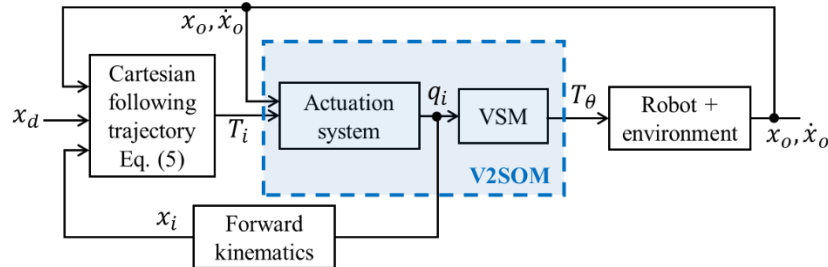 x_o, ẋ_o
Cartesian
following
trajectory
Eq. (5)
x_d
T_i
Actuation
system
q_i
VSM
T_θ
Robot +
environment
x_o, ẋ_o
V2SOM
x_i
Forward
kinematics